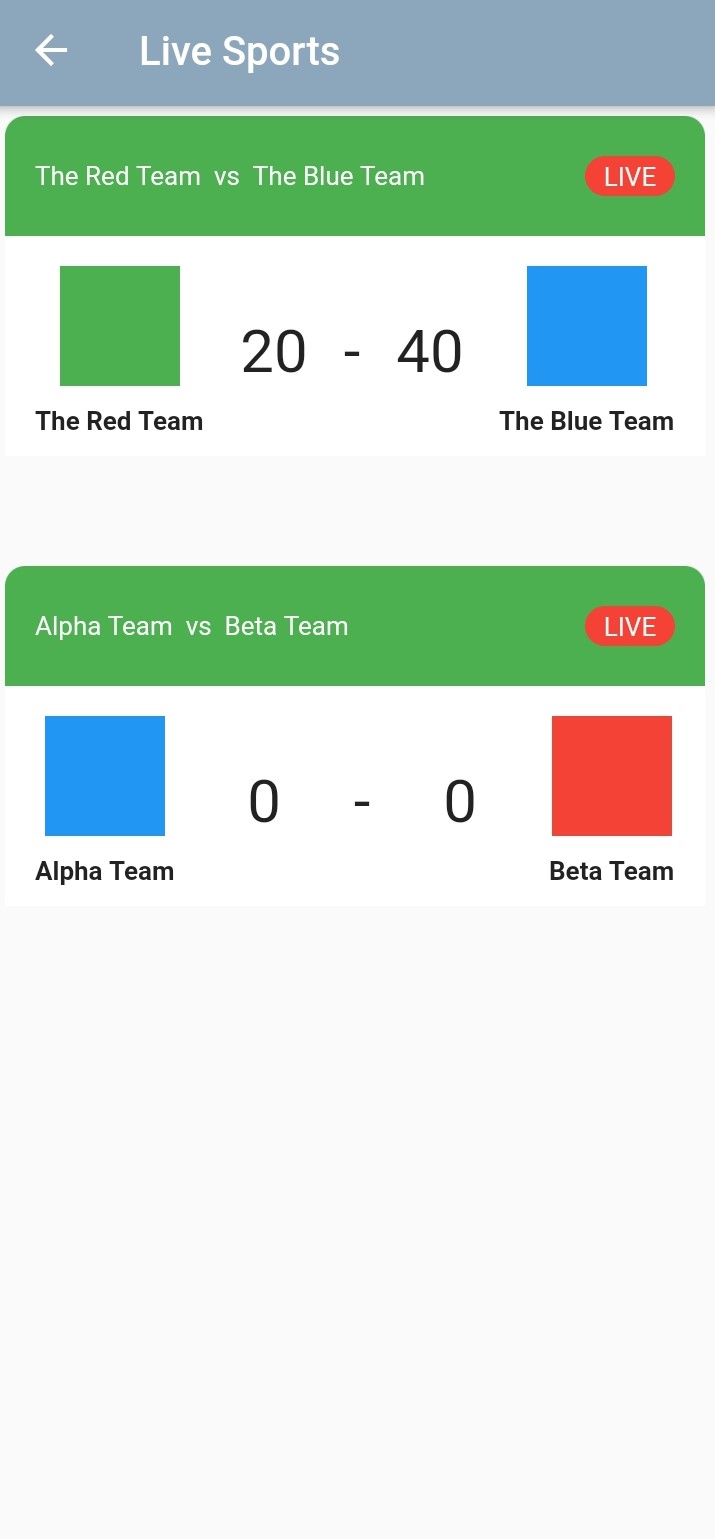 Live Sports
The Red Team vs The Blue Team LIVE
20 - 40
The Red Team The Blue Team
Alpha Team vs Beta Team LIVE
0 - 0
Alpha Team Beta Team